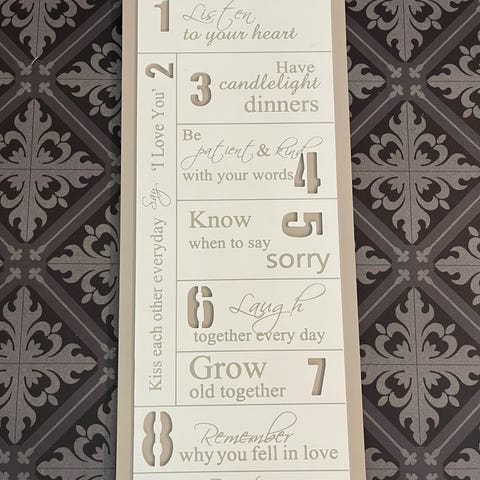 1 Listen
to your heart
2
Kiss each other everyday Say 'I Love You'
3 Have
candlelight
dinners
Be
patient & kind
with your words 4
Know 5
when to say
sorry
6 Laugh
together every day
Grow 7
old together
8 Remember
why you fell in love